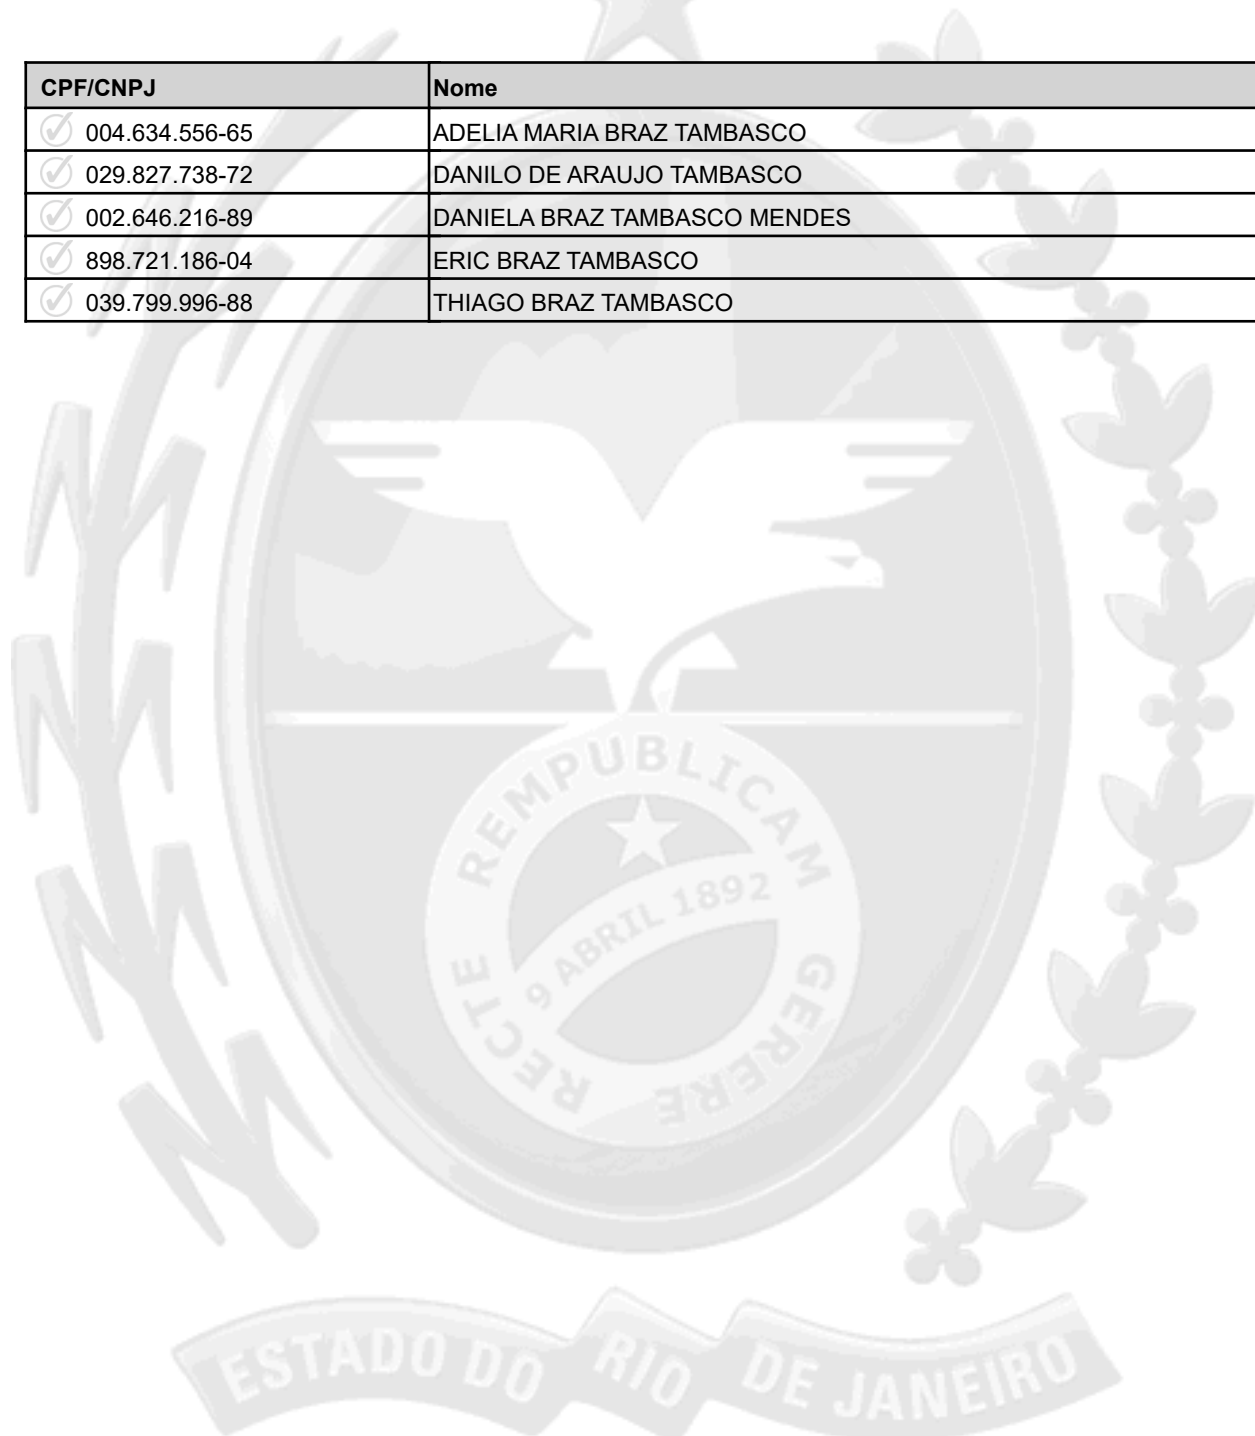 CPF/CNPJ Nome
004.634.556-65 ADELIA MARIA BRAZ TAMBASCO
029.827.738-72 DANILO DE ARAUJO TAMBASCO
002.646.216-89 DANIELA BRAZ TAMBASCO MENDES
898.721.186-04 ERIC BRAZ TAMBASCO
039.799.996-88 THIAGO BRAZ TAMBASCO
RECTE REMPUBLICAM GERERE
9 ABRIL 1892
ESTADO DO RIO DE JANEIRO